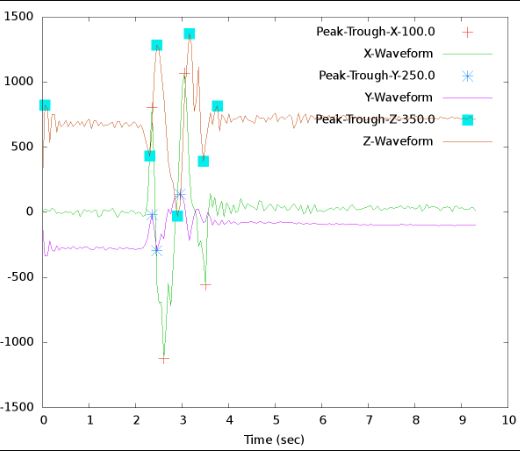 1500
1000
500
0
-500
-1000
-1500
Peak-Trough-X-100.0
X-Waveform
Peak-Trough-Y-250.0
Y-Waveform
Peak-Trough-Z-350.0
Z-Waveform
0 1 2 3 4 5 6 7 8 9 10
Time (sec)